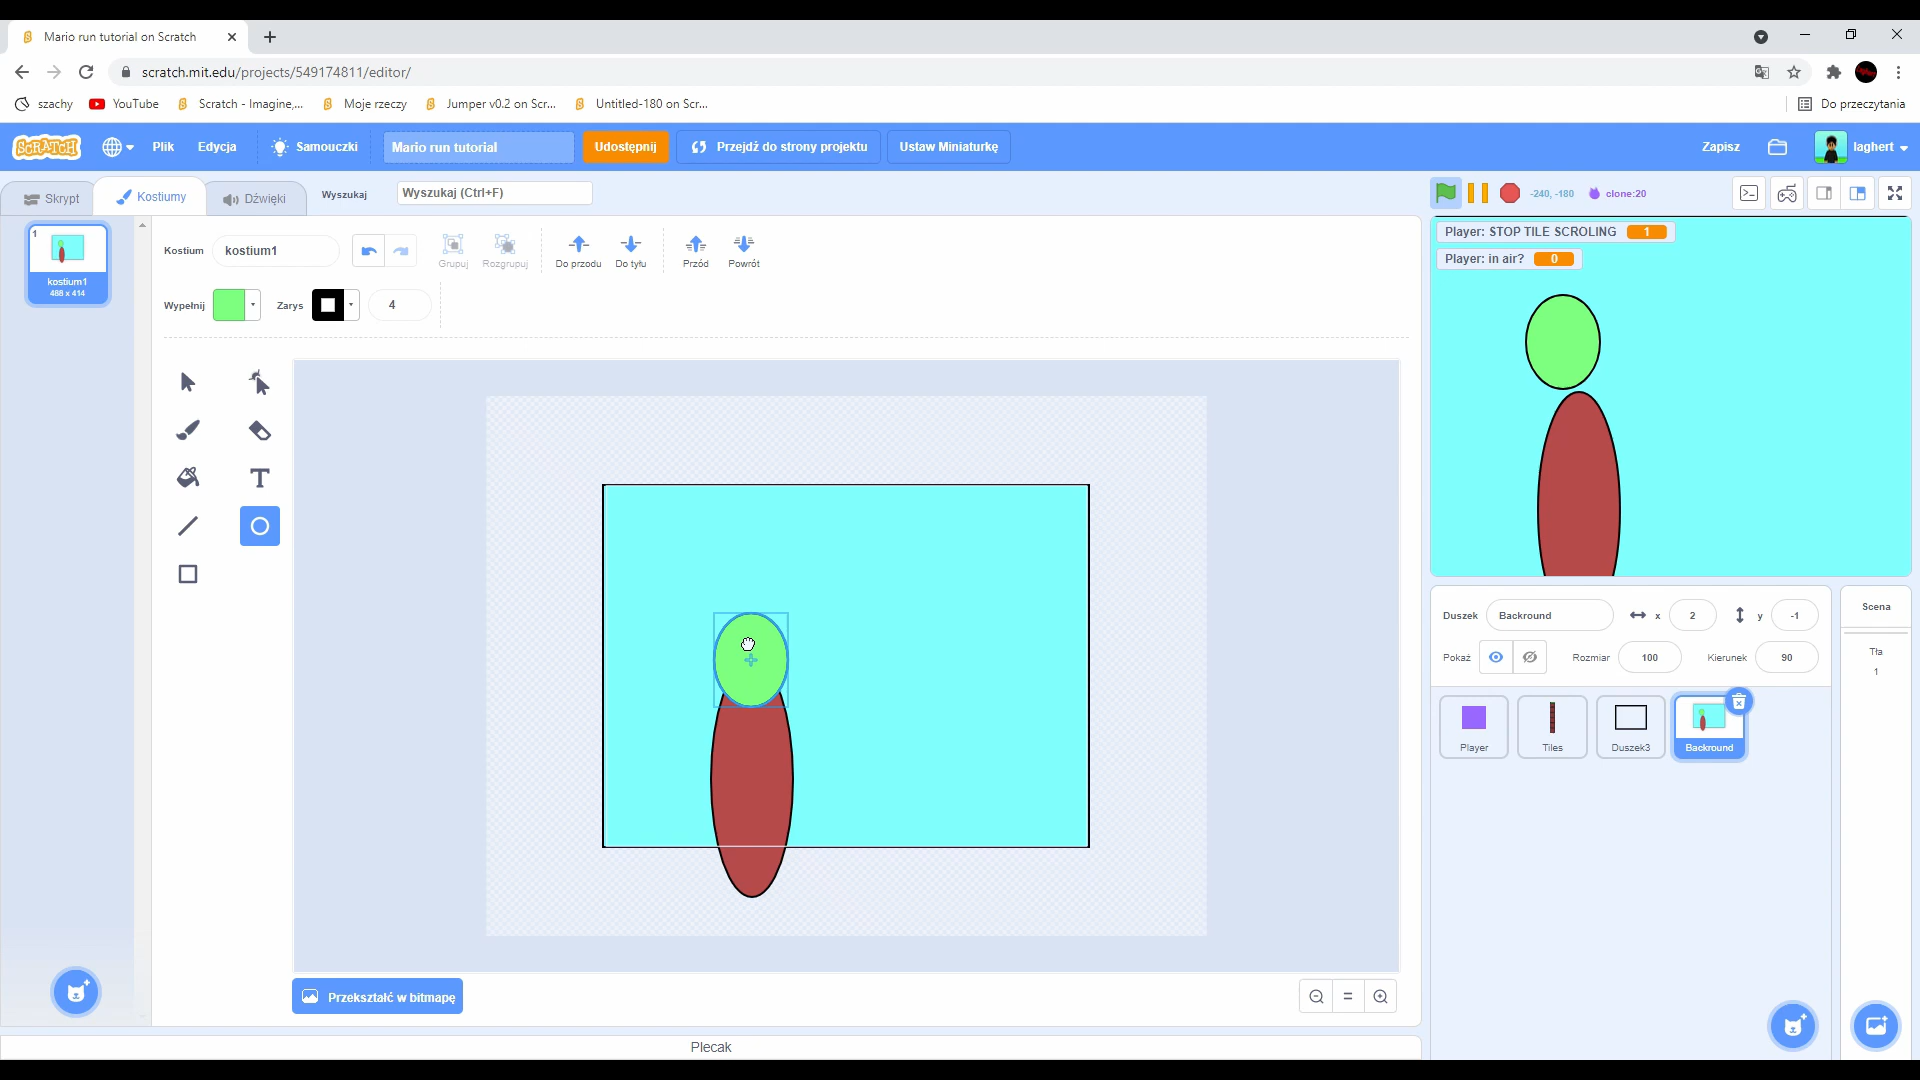 Mario run tutorial on Scratch
scratch.mit.edu/projects/549174811/editor/
szachy
YouTube
Scratch - Imagine,...
Moje rzeczy
Jumper v0.2 on Scr...
Untitled-180 on Scr...
Do przeczytania
SCRATCH
Plik
Edycja
Samouczki
Mario run tutorial
Udostępnij
Przejdź do strony projektu
Ustaw Miniaturkę
Zapisz
laghert
Skrypt
Kostiumy
Dźwięki
Wyszukaj
Wyszukaj (Ctrl+F)
-240, -180
clone:20
1
kostium1
488 x 414
Kostium
kostium1
Grupuj
Rozgrupuj
Do przodu
Do tyłu
Przód
Powrót
Wypełnij
Zarys
4
Player: STOP TILE SCROLING 1
Player: in air? 0
Duszek
Backround
x 2
y -1
Pokaż
Rozmiar 100
Kierunek 90
Player
Tiles
Duszek3
Backround
Scena
Tła
1
Przekształć w bitmapę
Plecak